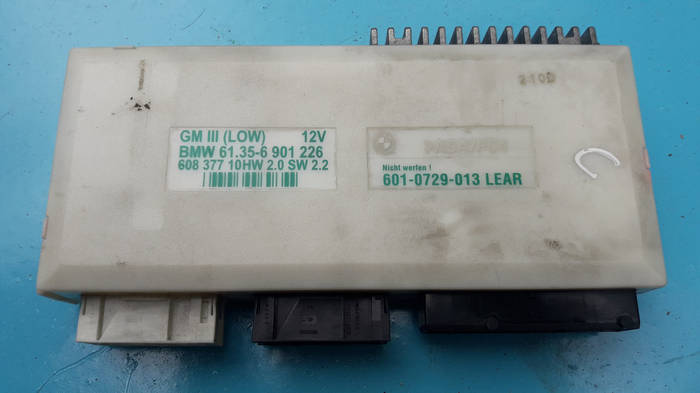 GM III (LOW) 12V
BMW 61.35-6 901 226
608 377 10HW 2.0 SW 2.2
Nicht werfen !
601-0729-013 LEAR